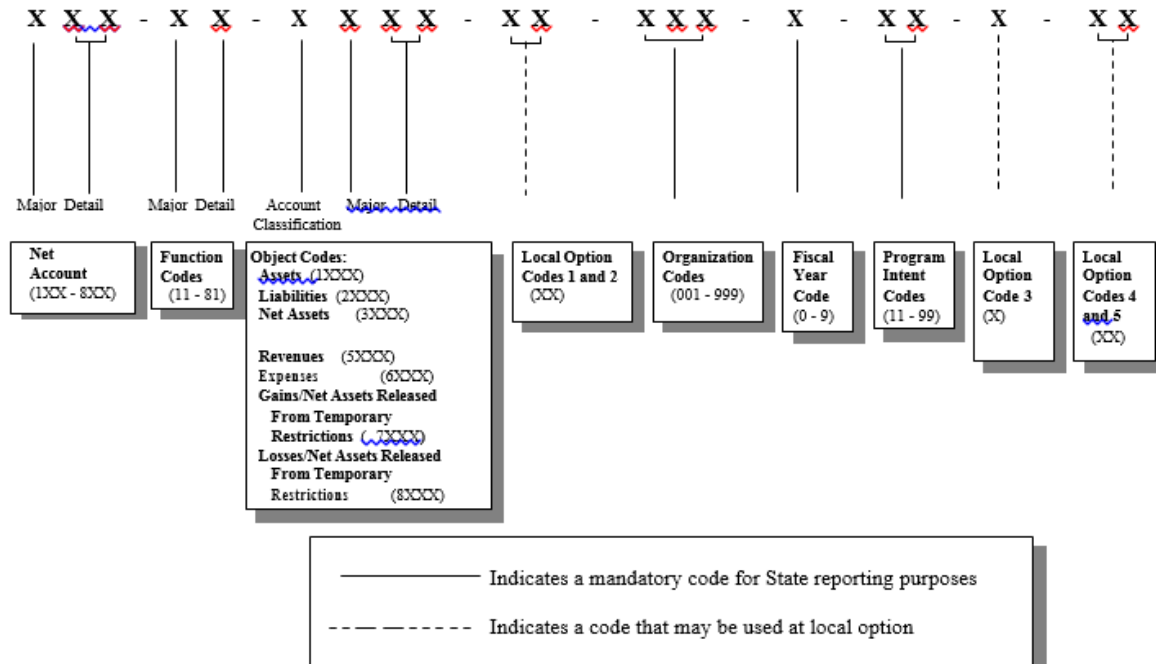 X X X - X X - X X X X - X X - X X X - X - X X - X - X X
Major Detail Major Detail Account Major Detail
Classification
Net
Account
(1XX - 8XX)
Function
Codes
(11 - 81)
Object Codes:
Assets (1XXX)
Liabilities (2XXX)
Net Assets (3XXX)
Revenues (5XXX)
Expenses (6XXX)
Gains/Net Assets Released
From Temporary
Restrictions ( 7XXX)
Losses/Net Assets Released
From Temporary
Restrictions (8XXX)
Local Option
Codes 1 and 2
(XX)
Organization
Codes
(001 - 999)
Fiscal
Year
Code
(0 - 9)
Program
Intent
Codes
(11 - 99)
Local
Option
Code 3
(X)
Local
Option
Codes 4
and 5
(XX)
Indicates a mandatory code for State reporting purposes
Indicates a code that may be used at local option